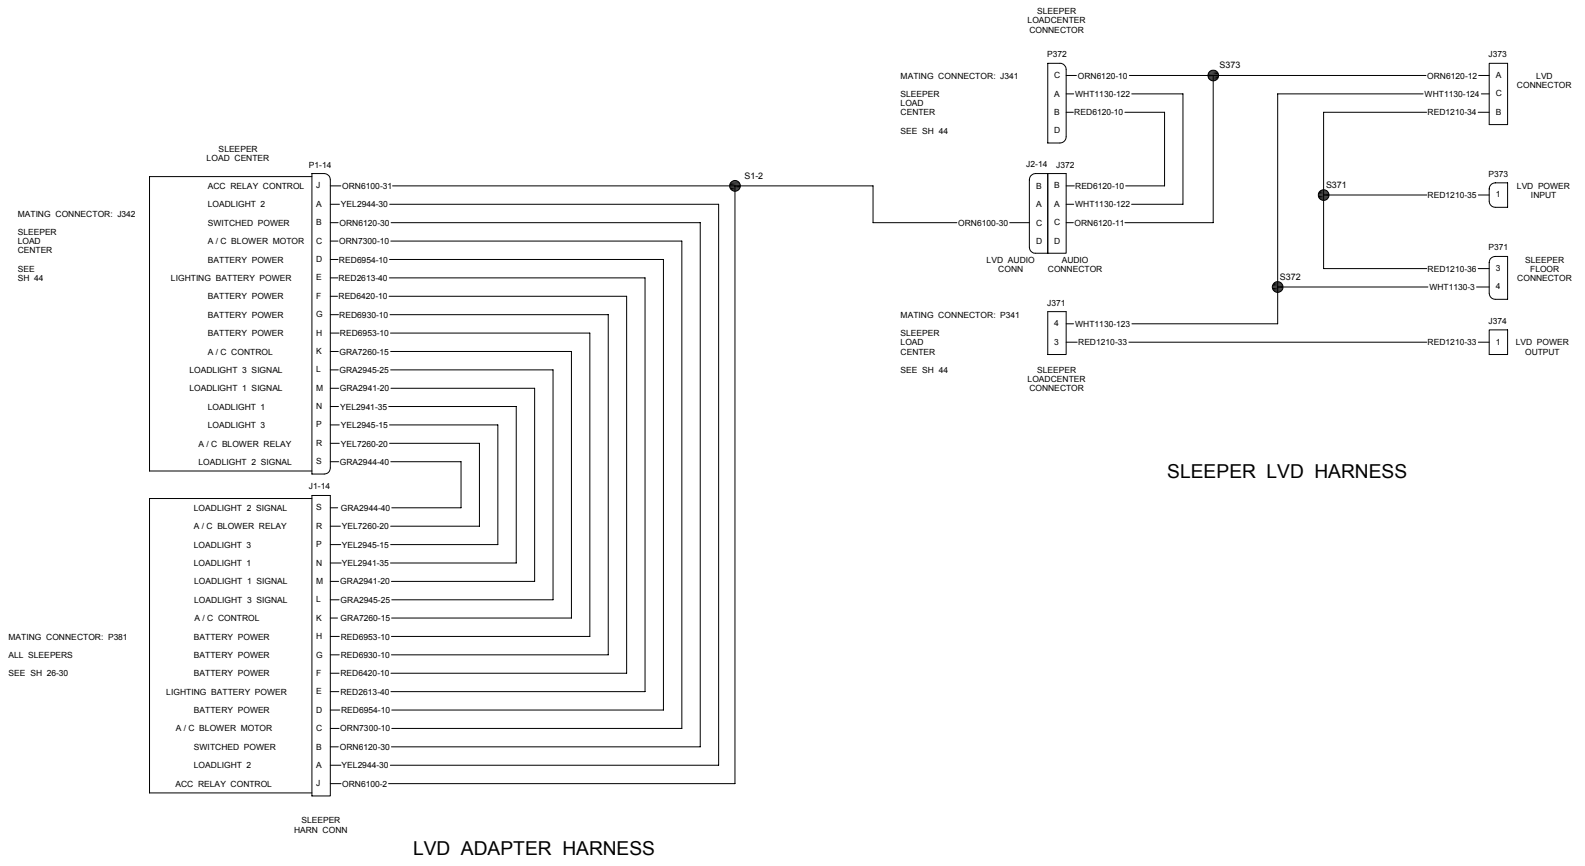 SLEEPER
LOAD CENTER
P1-14
MATING CONNECTOR: J342
SLEEPER
LOAD
CENTER
SEE
SH 44
ACC RELAY CONTROL J ORN6100-31
LOADLIGHT 2 A YEL2944-30
SWITCHED POWER B ORN6120-30
A/C BLOWER MOTOR C ORN7300-10
BATTERY POWER D RED6954-10
LIGHTING BATTERY POWER E RED2613-40
BATTERY POWER F RED6420-10
BATTERY POWER G RED6930-10
BATTERY POWER H RED6953-10
A/C CONTROL K GRA7260-15
LOADLIGHT 3 SIGNAL L GRA2945-25
LOADLIGHT 1 SIGNAL M GRA2941-20
LOADLIGHT 1 N YEL2941-35
LOADLIGHT 3 P YEL2945-15
A / C BLOWER RELAY R YEL7260-20
LOADLIGHT 2 SIGNAL S GRA2944-40
J1-14
LOADLIGHT 2 SIGNAL S GRA2944-40
A / C BLOWER RELAY R YEL7260-20
LOADLIGHT 3 P YEL2945-15
LOADLIGHT 1 N YEL2941-35
LOADLIGHT 1 SIGNAL M GRA2941-20
LOADLIGHT 3 SIGNAL L GRA2945-25
A / C CONTROL K GRA7260-15
BATTERY POWER H RED6953-10
BATTERY POWER G RED6930-10
BATTERY POWER F RED6420-10
LIGHTING BATTERY POWER E RED2613-40
BATTERY POWER D RED6954-10
A / C BLOWER MOTOR C ORN7300-10
SWITCHED POWER B ORN6120-30
LOADLIGHT 2 A YEL2944-30
ACC RELAY CONTROL J ORN6100-2
MATING CONNECTOR: P381
ALL SLEEPERS
SEE SH 26-30
SLEEPER
HARN CONN
LVD ADAPTER HARNESS
S1-2
ORN6100-30
SLEEPER
LOADCENTER
CONNECTOR
P372
MATING CONNECTOR: J341
SLEEPER
LOAD
CENTER
SEE SH 44
C ORN6120-10
A WHT1130-122
B RED6120-10
D
S373
J2-14 J372
B B RED6120-10
A A WHT1130-122
C C ORN6120-11
D D
LVD AUDIO
CONN
AUDIO
CONNECTOR
MATING CONNECTOR: P341
SLEEPER
LOAD
CENTER
SEE SH 44
J371
4 WHT1130-123
3 RED1210-33
SLEEPER
LOADCENTER
CONNECTOR
S371
S372
J373
ORN6120-12 A
WHT1130-124 C
RED1210-34 B
LVD
CONNECTOR
P373
RED1210-35 1
LVD POWER
INPUT
P371
RED1210-36 3
WHT1130-3 4
SLEEPER
FLOOR
CONNECTOR
J374
RED1210-33 1
LVD POWER
OUTPUT
SLEEPER LVD HARNESS